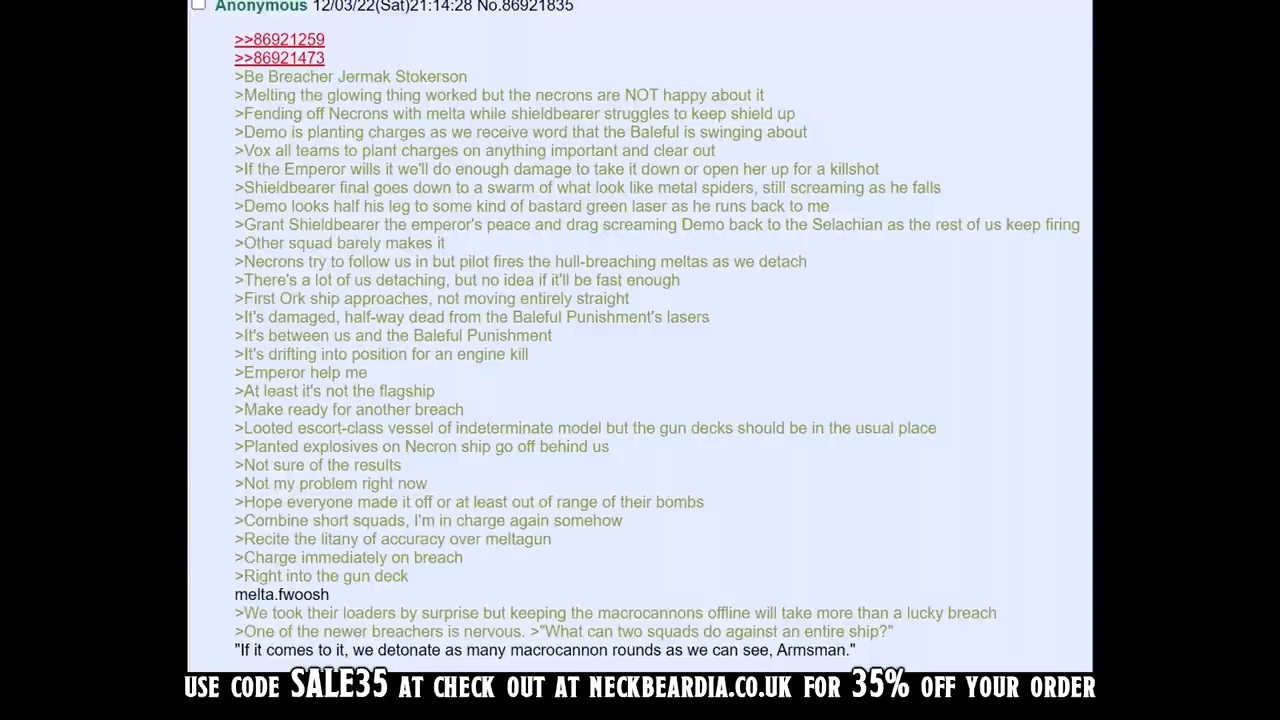 Anonymous 12/03/22(Sat)21:14:28 No.86921835
>>86921259
>>86921473
>Be Breacher Jermak Stokerson
>Melting the glowing thing worked but the necrons are NOT happy about it
>Fending off Necrons with melta while shieldbearer struggles to keep shield up
>Demo is planting charges as we receive word that the Baleful is swinging about
>Vox all teams to plant charges on anything important and clear out
>If the Emperor wills it we'll do enough damage to take it down or open her up for a killshot
>Shieldbearer final goes down to a swarm of what look like metal spiders, still screaming as he falls
>Demo looks half his leg to some kind of bastard green laser as he runs back to me
>Grant Shieldbearer the emperor's peace and drag screaming Demo back to the Selachian as the rest of us keep firing
>Other squad barely makes it
>Necrons try to follow us in but pilot fires the hull-breaching meltas as we detach
>There's a lot of us detaching, but no idea if it'll be fast enough
>First Ork ship approaches, not moving entirely straight
>It's damaged, half-way dead from the Baleful Punishment's lasers
>It's between us and the Baleful Punishment
>It's drifting into position for an engine kill
>Emperor help me
>At least it's not the flagship
>Make ready for another breach
>Looted escort-class vessel of indeterminate model but the gun decks should be in the usual place
>Planted explosives on Necron ship go off behind us
>Not sure of the results
>Not my problem right now
>Hope everyone made it off or at least out of range of their bombs
>Combine short squads, I'm in charge again somehow
>Recite the litany of accuracy over meltagun
>Charge immediately on breach
>Right into the gun deck
melta.fwoosh
>We took their loaders by surprise but keeping the macrocannons offline will take more than a lucky breach
>One of the newer breachers is nervous. >"What can two squads do against an entire ship?"
"If it comes to it, we detonate as many macrocannon rounds as we can see, Armsman."
USE CODE SALE35 AT CHECK OUT AT NECKBEARDIA.CO.UK FOR 35% OFF YOUR ORDER